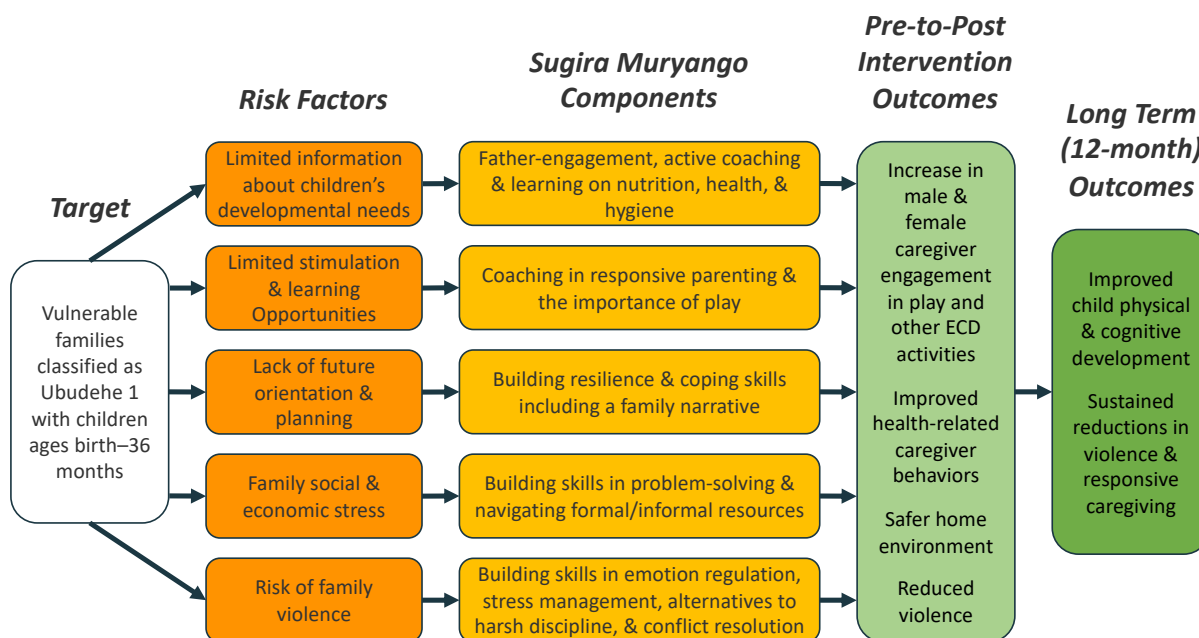 Target
Vulnerable
families
classified as
Ubudehe 1
with children
ages birth–36
months
Risk Factors
Limited information
about children's
developmental needs
Limited stimulation
& learning
Opportunities
Lack of future
orientation &
planning
Family social &
economic stress
Risk of family
violence
Sugira Muryango
Components
Father-engagement, active coaching
& learning on nutrition, health, &
hygiene
Coaching in responsive parenting &
the importance of play
Building resilience & coping skills
including a family narrative
Building skills in problem-solving &
navigating formal/informal resources
Building skills in emotion regulation,
stress management, alternatives to
harsh discipline, & conflict resolution
Pre-to-Post
Intervention
Outcomes
Increase in
male &
female
caregiver
engagement
in play and
other ECD
activities
Improved
health-related
caregiver
behaviors
Safer home
environment
Reduced
violence
Long Term
(12-month)
Outcomes
Improved
child physical
& cognitive
development
Sustained
reductions in
violence &
responsive
caregiving